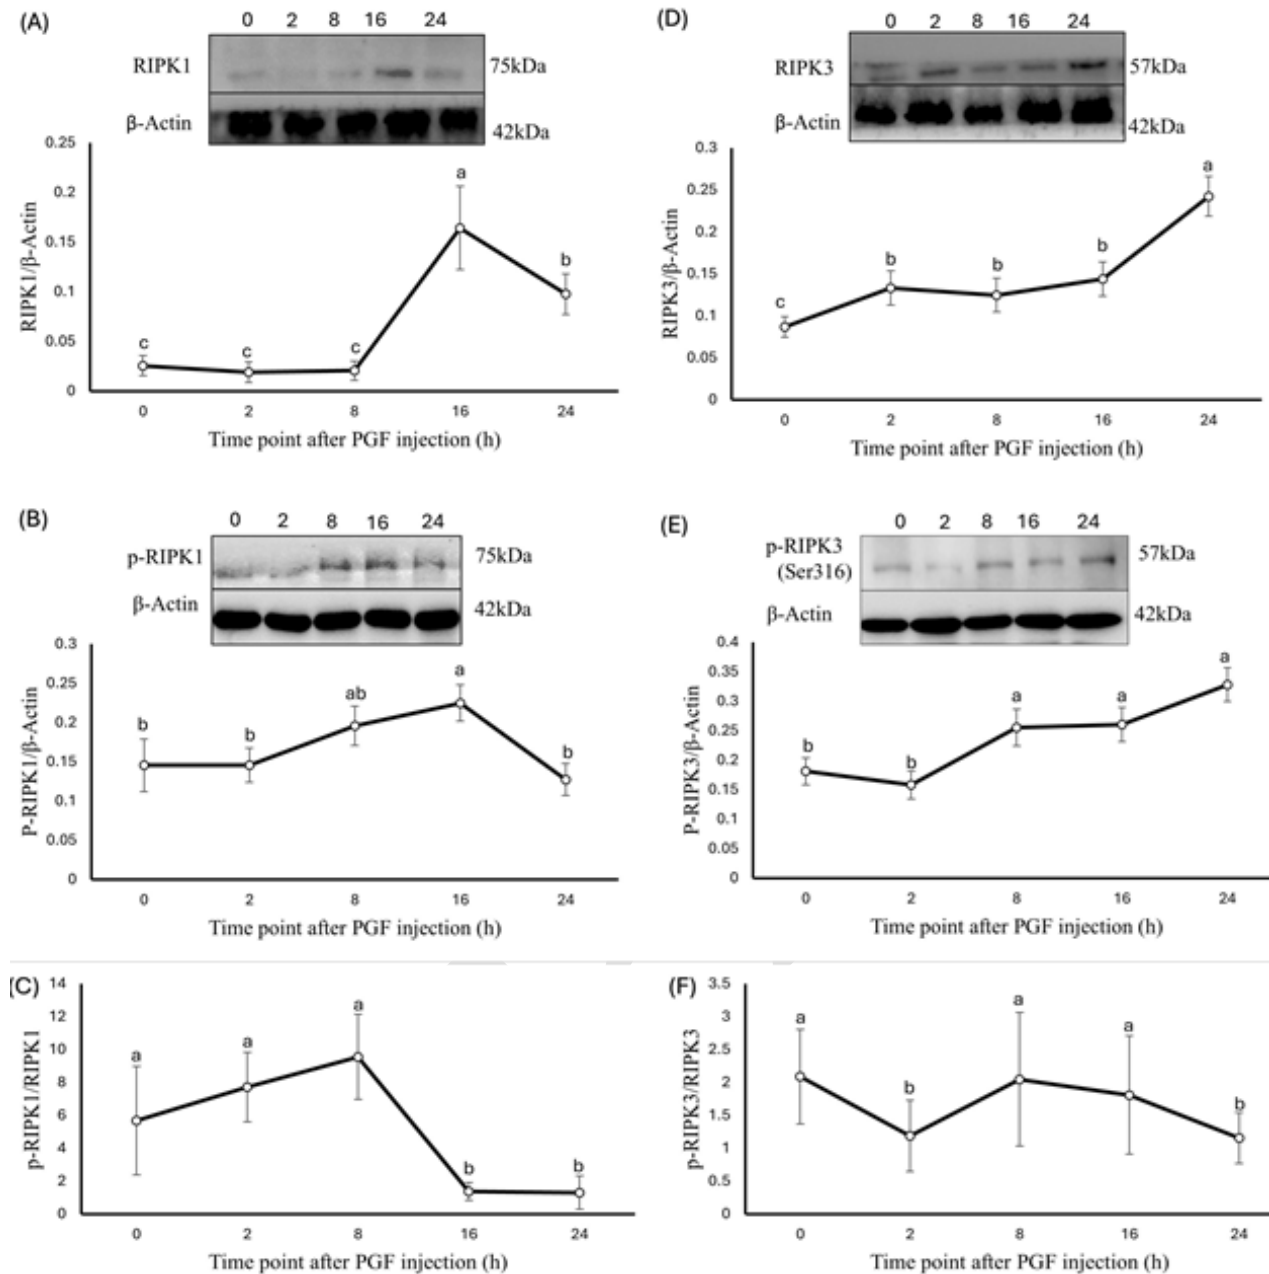 (A)
0 2 8 16 24
RIPK1
75kDa
β-Actin
42kDa
0.25
0.2
0.15
0.1
0.05
0
RIPK1/β-Actin
a
b
c c c
0 2 8 16 24
Time point after PGF injection (h)
(D)
0 2 8 16 24
RIPK3
57kDa
β-Actin
42kDa
0.3
0.25
0.2
0.15
0.1
0.05
0
RIPK3/β-Actin
a
b b b
c
0 2 8 16 24
Time point after PGF injection (h)
(B)
0 2 8 16 24
p-RIPK1
75kDa
β-Actin
42kDa
0.3
0.25
0.2
0.15
0.1
0.05
0
P-RIPK1/β-Actin
b b ab a b
0 2 8 16 24
Time point after PGF injection (h)
(E)
0 2 8 16 24
p-RIPK3
(Ser316)
57kDa
β-Actin
42kDa
0.4
0.35
0.3
0.25
0.2
0.15
0.1
0.05
0
P-RIPK3/β-Actin
b b a a a
0 2 8 16 24
Time point after PGF injection (h)
(C)
14
12
10
8
6
4
2
0
p-RIPK1/RIPK1
a a a b b
0 2 8 16 24
Time point after PGF injection (h)
(F)
3.5
3
2.5
2
1.5
1
0.5
0
p-RIPK3/RIPK3
a b a a b
0 2 8 16 24
Time point after PGF injection (h)